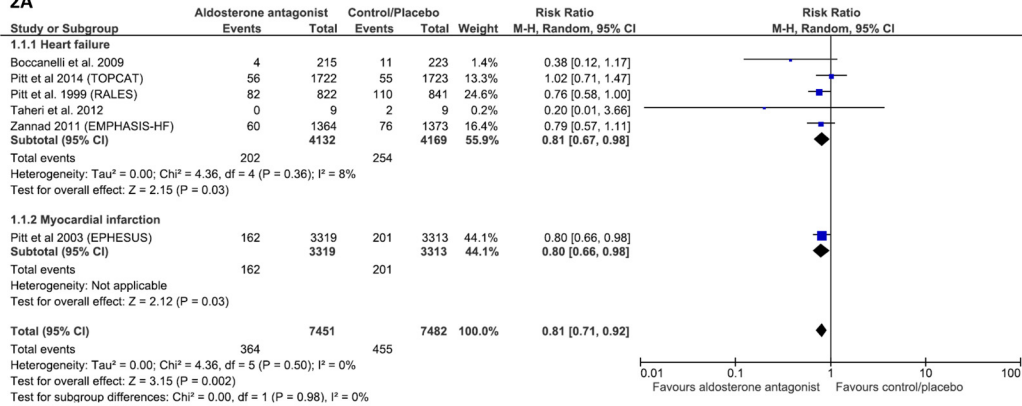 2A
Aldosterone antagonist Control/Placebo Risk Ratio Risk Ratio
Study or Subgroup Events Total Events Total Weight M-H, Random, 95% CI M-H, Random, 95% CI
1.1.1 Heart failure
Boccanelli et al. 2009 4 215 11 223 1.4% 0.38 [0.12, 1.17]
Pitt et al 2014 (TOPCAT) 56 1722 55 1723 13.3% 1.02 [0.71, 1.47]
Pitt et al. 1999 (RALES) 82 822 110 841 24.6% 0.76 [0.58, 1.00]
Taheri et al. 2012 0 9 2 9 0.2% 0.20 [0.01, 3.66]
Zannad 2011 (EMPHASIS-HF) 60 1364 76 1373 16.4% 0.79 [0.57, 1.11]
Subtotal (95% CI) 4132 4169 55.9% 0.81 [0.67, 0.98]
Total events 202 254
Heterogeneity: Tau² = 0.00; Chi² = 4.36, df = 4 (P = 0.36); I² = 8%
Test for overall effect: Z = 2.15 (P = 0.03)
1.1.2 Myocardial infarction
Pitt et al 2003 (EPHESUS) 162 3319 201 3313 44.1% 0.80 [0.66, 0.98]
Subtotal (95% CI) 3319 3313 44.1% 0.80 [0.66, 0.98]
Total events 162 201
Heterogeneity: Not applicable
Test for overall effect: Z = 2.12 (P = 0.03)
Total (95% CI) 7451 7482 100.0% 0.81 [0.71, 0.92]
Total events 364 455
Heterogeneity: Tau² = 0.00; Chi² = 4.36, df = 5 (P = 0.50); I² = 0%
Test for overall effect: Z = 3.15 (P = 0.002)
Test for subgroup differences: Chi² = 0.00, df = 1 (P = 0.98), I² = 0%
0.01 0.1 1 10 100
Favours aldosterone antagonist Favours control/placebo